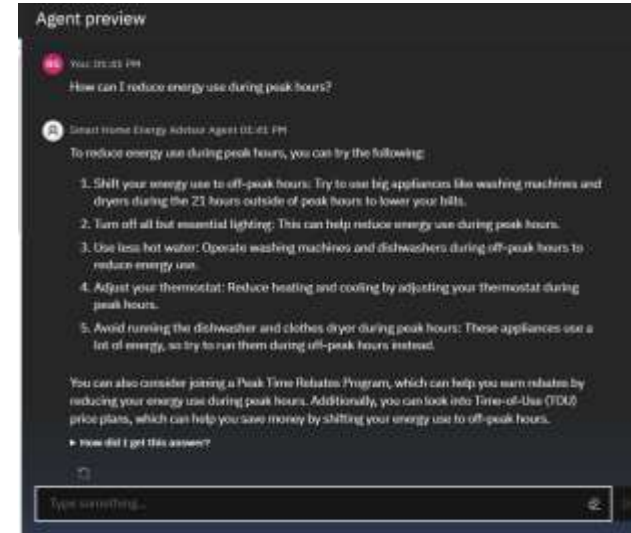 Agent preview
You 01:41 PM
How can I reduce energy use during peak hours?
Smart Home Energy Advisor Agent 01:41 PM
To reduce energy use during peak hours, you can try the following:
1. Shift your energy use to off-peak hours: Try to use big appliances like washing machines and
dryers during the 21 hours outside of peak hours to lower your bills.
2. Turn off all but essential lighting: This can help reduce energy use during peak hours.
3. Use less hot water: Operate washing machines and dishwashers during off-peak hours to
reduce energy use.
4. Adjust your thermostat: Reduce heating and cooling by adjusting your thermostat during
peak hours.
5. Avoid running the dishwasher and clothes dryer during peak hours: These appliances use a
lot of energy, so try to run them during off-peak hours instead.
You can also consider joining a Peak Time Rebates Program, which can help you earn rebates by
reducing your energy use during peak hours. Additionally, you can look into Time-of-Use (TOU)
price plans, which can help you save money by shifting your energy use to off-peak hours.
How did I get this answer?
Type something...